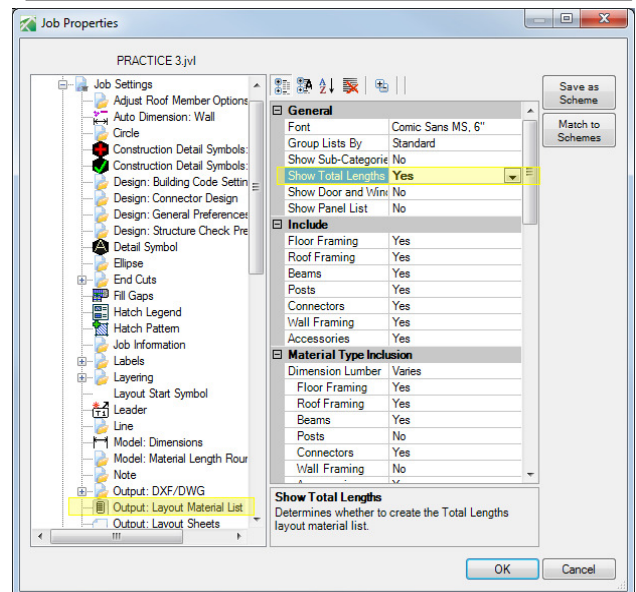 Job Properties
PRACTICE 3.jvl
Job Settings
Adjust Roof Member Options
Auto Dimension: Wall
Circle
Construction Detail Symbols:
Construction Detail Symbols:
Design: Building Code Settin
Design: Connector Design
Design: General Preferences
Design: Structure Check Pre
Detail Symbol
Ellipse
End Cuts
Fill Gaps
Hatch Legend
Hatch Pattern
Job Information
Labels
Layering
Layout Start Symbol
Leader
Line
Model: Dimensions
Model: Material Length Roun
Note
Output: DXF/DWG
Output: Layout Material List
Output: Layout Sheets
General
Font Comic Sans MS, 6"
Group Lists By Standard
Show Sub-Categorie No
Show Total Lengths Yes
Show Door and Wind No
Show Panel List No
Include
Floor Framing Yes
Roof Framing Yes
Beams Yes
Posts Yes
Connectors Yes
Wall Framing Yes
Accessories Yes
Material Type Inclusion
Dimension Lumber Varies
Floor Framing Yes
Roof Framing Yes
Beams Yes
Posts No
Connectors Yes
Wall Framing No
Show Total Lengths
Determines whether to create the Total Lengths
layout material list.
Save as
Scheme
Match to
Schemes
OK Cancel